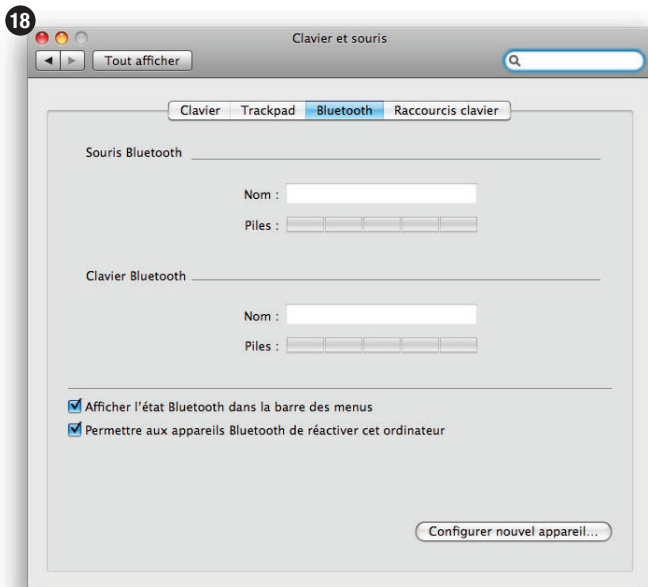 18
Clavier et souris
Tout afficher
Clavier Trackpad Bluetooth Raccourcis clavier
Souris Bluetooth
Nom :
Piles :
Clavier Bluetooth
Nom :
Piles :
Afficher l'état Bluetooth dans la barre des menus
Permettre aux appareils Bluetooth de réactiver cet ordinateur
Configurer nouvel appareil...